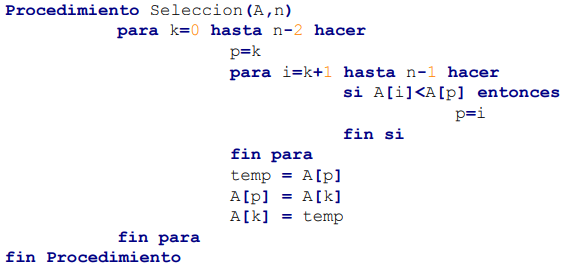 Procedimiento Seleccion(A,n)
para k=0 hasta n-2 hacer
p=k
para i=k+1 hasta n-1 hacer
si A[i]<A[p] entonces
p=i
fin si
fin para
temp = A[p]
A[p] = A[k]
A[k] = temp
fin para
fin Procedimiento